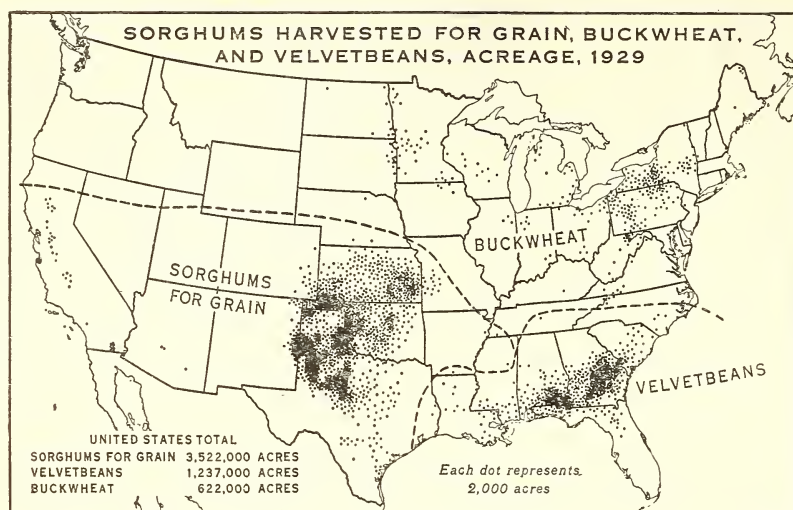 SORGHUMS HARVESTED FOR GRAIN, BUCKWHEAT,
AND VELVETBEANS, ACREAGE, 1929
BUCKWHEAT
SORGHUMS
FOR GRAIN
VELVETBEANS
UNITED STATES TOTAL
SORGHUMS FOR GRAIN 3,522,000 ACRES
VELVETBEANS 1,237,000 ACRES
BUCKWHEAT 622,000 ACRES
Each dot represents
2,000 acres